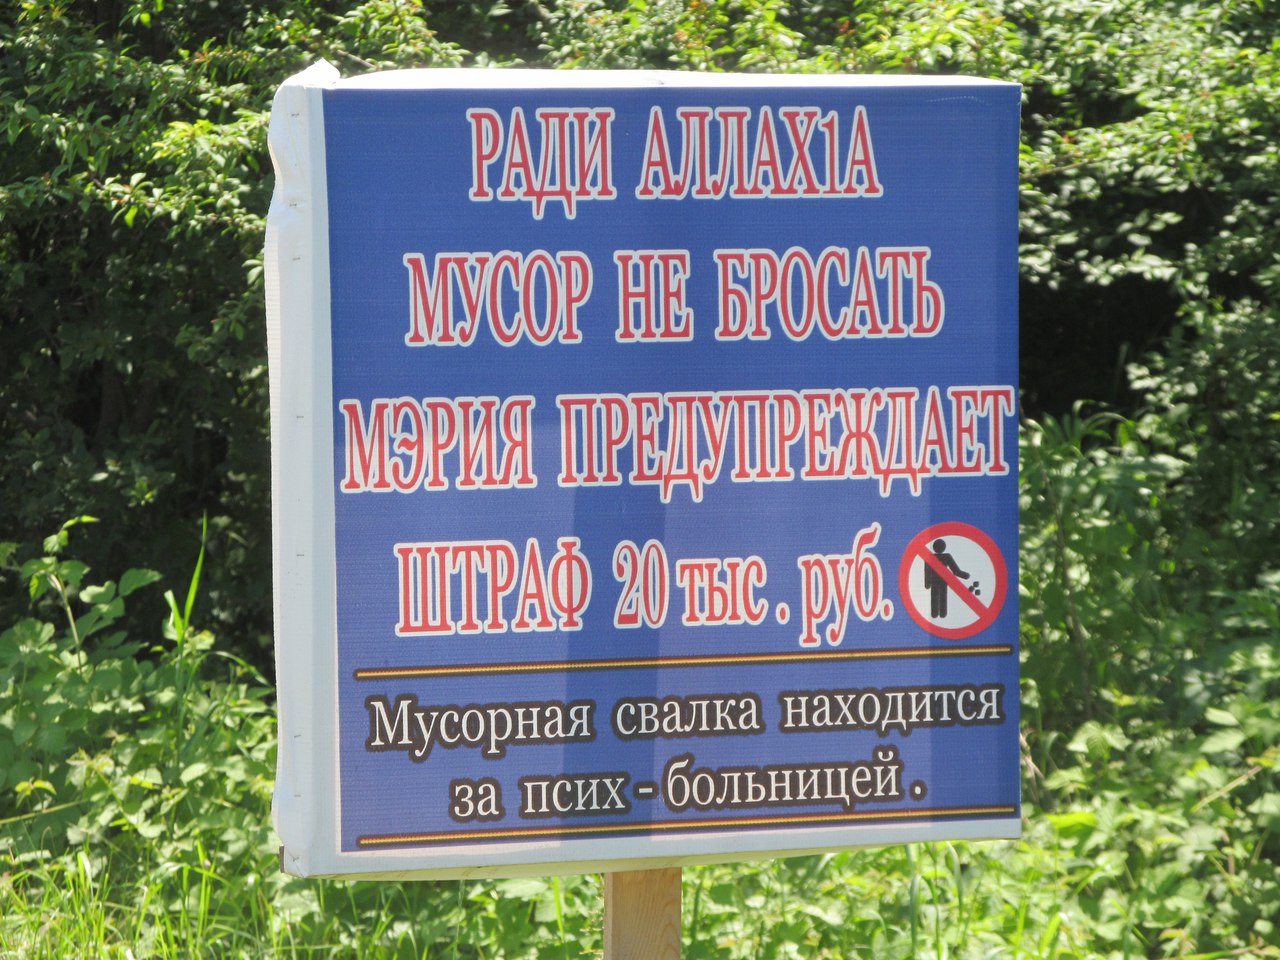 РАДИ АЛЛАХ1А
МУСОР НЕ БРОСАТЬ
МЭРИЯ ПРЕДУПРЕЖДАЕТ
ШТРАФ 20 тыс. руб.
Мусорная свалка находится
за псих-больницей.